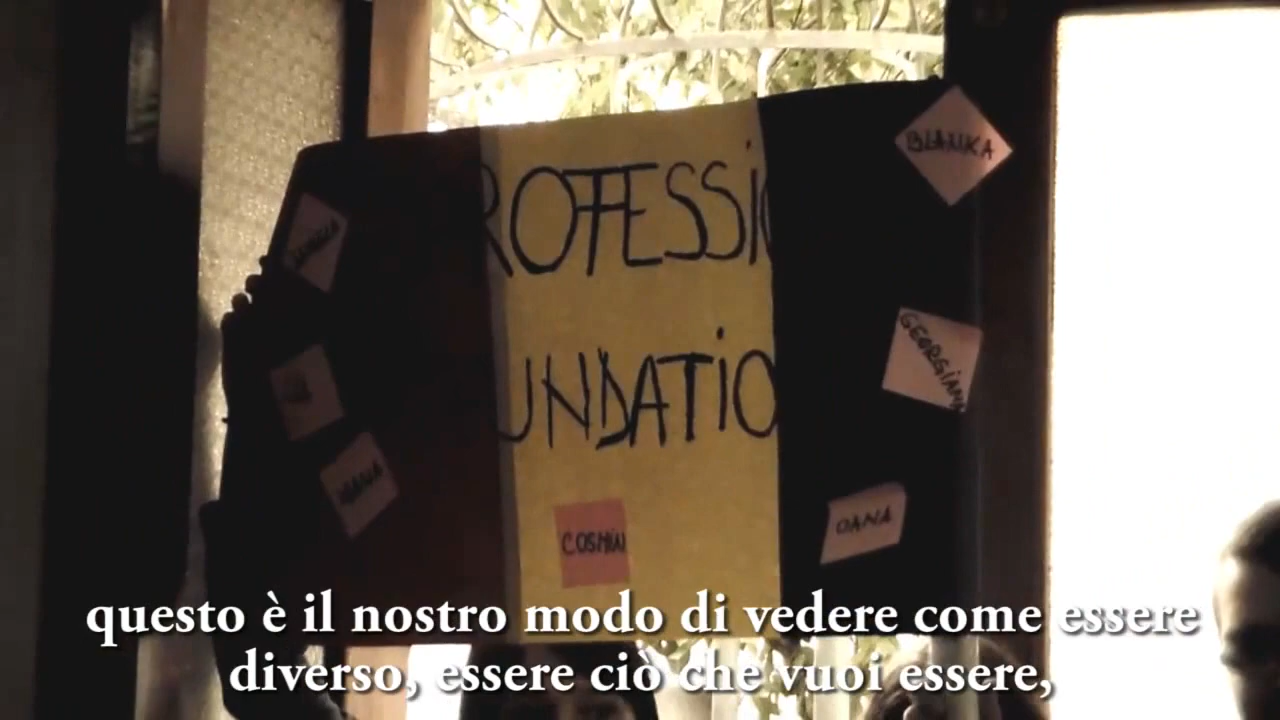 BLANKA
ROFESSi
GEORGIANA
UNDATiO
OANA
COSMIN
questo è il nostro modo di vedere come essere
diverso, essere ciò che vuoi essere,